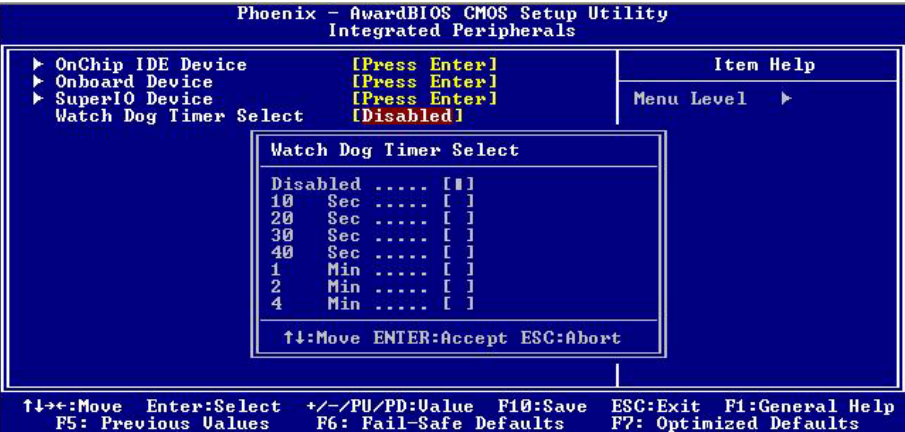 Phoenix - AwardBIOS CMOS Setup Utility
Integrated Peripherals
▶ OnChip IDE Device [Press Enter]
▶ Onboard Device [Press Enter]
▶ SuperIO Device [Press Enter]
Watch Dog Timer Select [Disabled]
Item Help
Menu Level ▶
Watch Dog Timer Select
Disabled ..... [▮]
10 Sec ..... [ ]
20 Sec ..... [ ]
30 Sec ..... [ ]
40 Sec ..... [ ]
1 Min ..... [ ]
2 Min ..... [ ]
4 Min ..... [ ]
↑↓:Move ENTER:Accept ESC:Abort
↑↓→←:Move Enter:Select +/-/PU/PD:Value F10:Save ESC:Exit F1:General Help
F5: Previous Values F6: Fail-Safe Defaults F7: Optimized Defaults